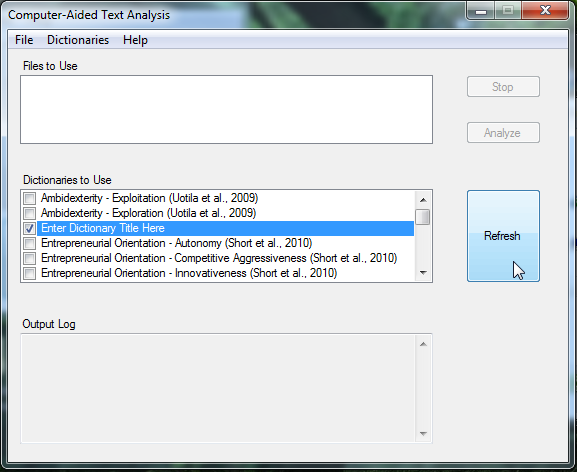 Computer-Aided Text Analysis
File Dictionaries Help
Files to Use
Stop
Analyze
Dictionaries to Use
Ambidexterity - Exploitation (Uotila et al., 2009)
Ambidexterity - Exploration (Uotila et al., 2009)
Enter Dictionary Title Here
Entrepreneurial Orientation - Autonomy (Short et al., 2010)
Entrepreneurial Orientation - Competitive Aggressiveness (Short et al., 2010)
Entrepreneurial Orientation - Innovativeness (Short et al., 2010)
Refresh
Output Log